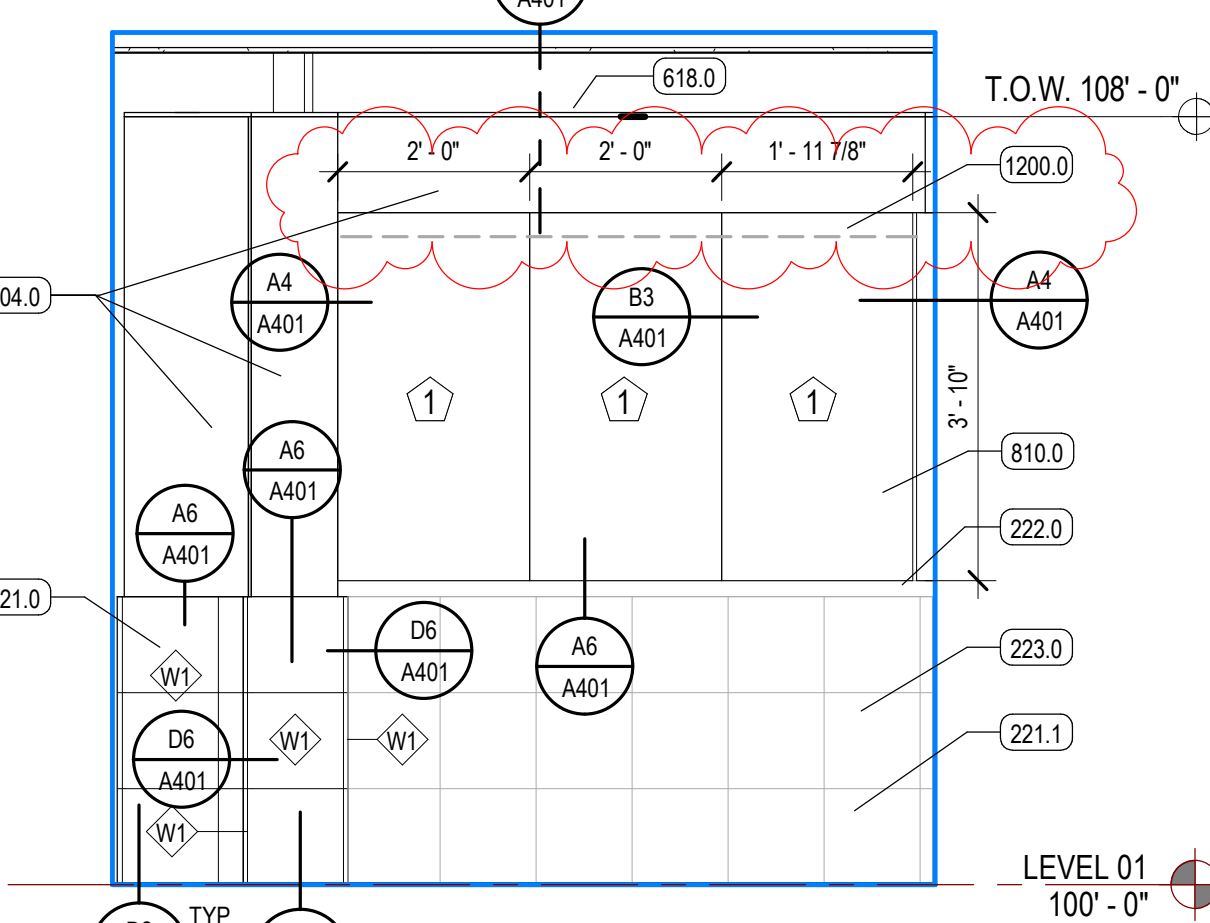 A401
618.0
T.O.W. 108' - 0"
2' - 0"
2' - 0"
1' - 11 7/8"
1200.0
04.0
A4
A401
B3
A401
A4
A401
1
1
1
3' - 10"
810.0
A6
A401
A6
A401
222.0
21.0
D6
A401
A6
A401
223.0
W1
D6
A401
W1
W1
221.1
W1
LEVEL 01
100' - 0"
TYP